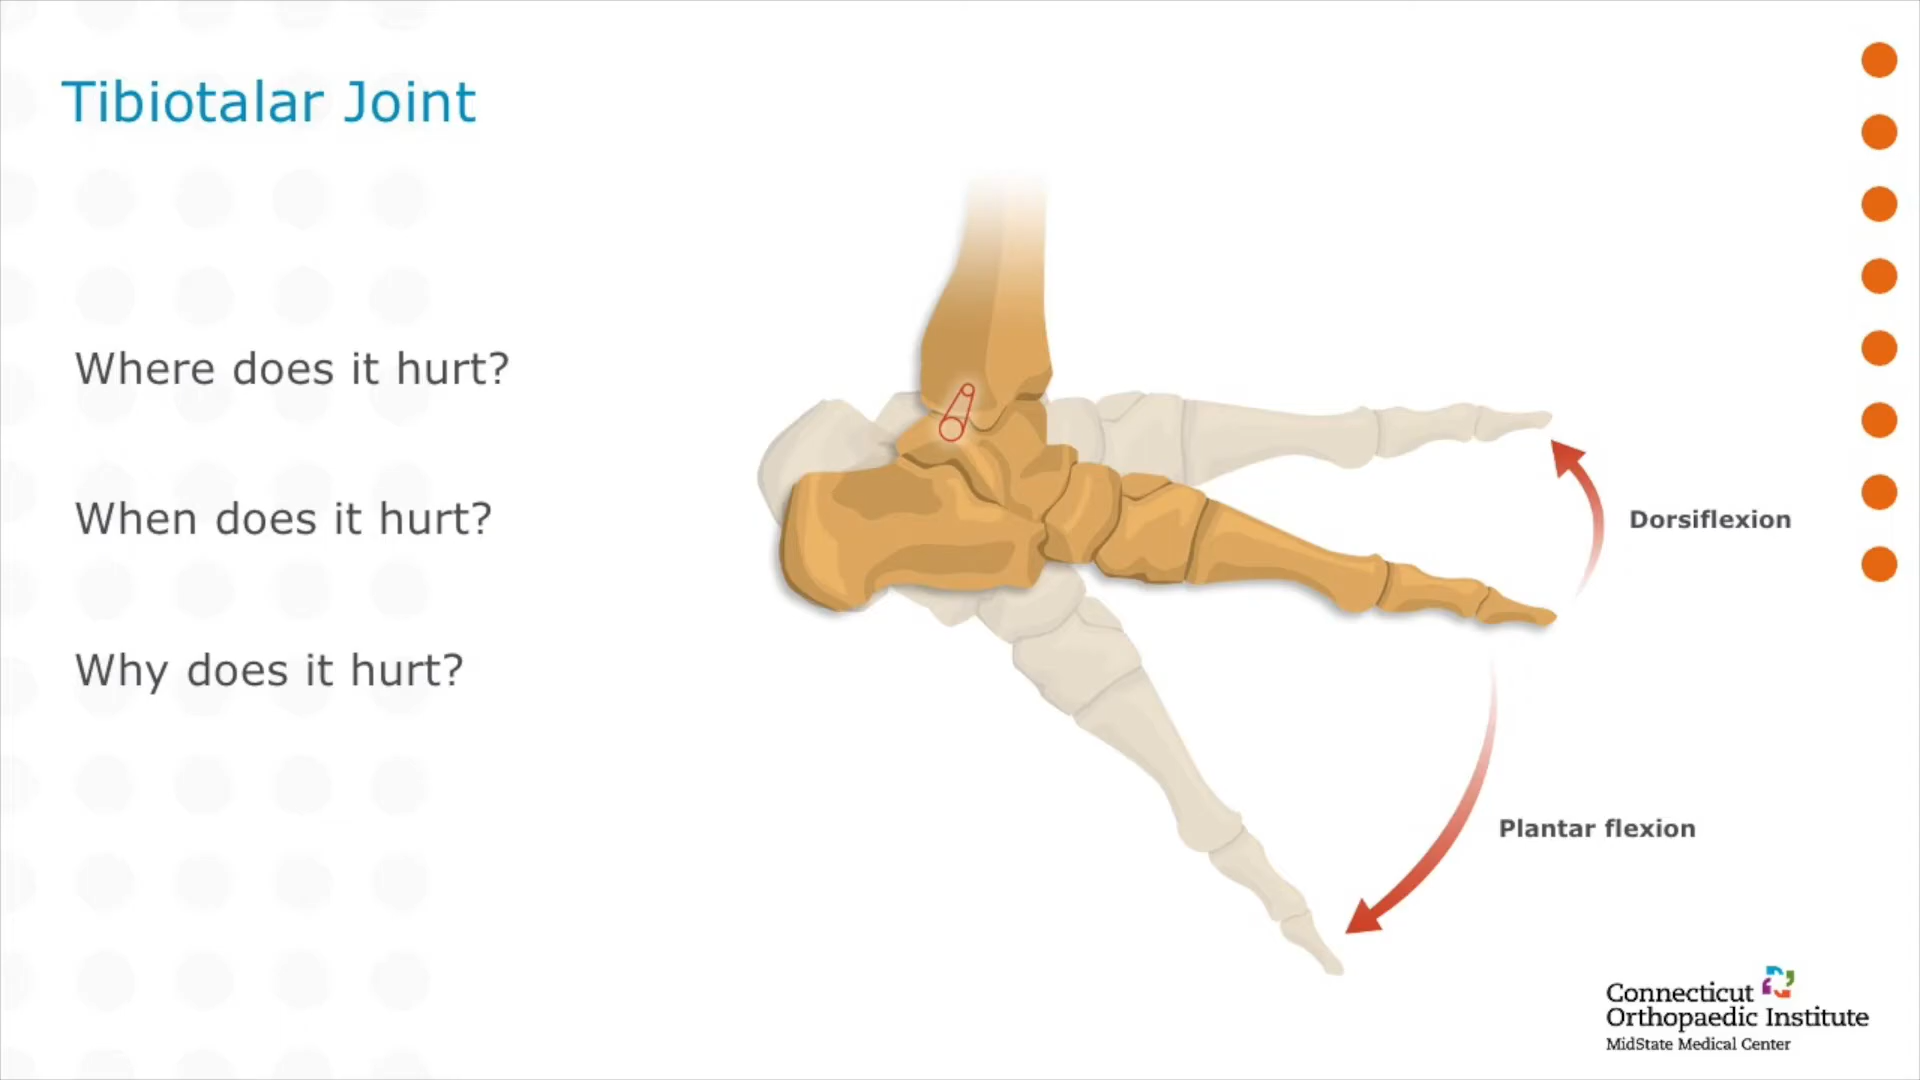 Tibiotalar Joint
Where does it hurt?
When does it hurt?
Why does it hurt?
Dorsiflexion
Plantar flexion
Connecticut
Orthopaedic Institute
MidState Medical Center